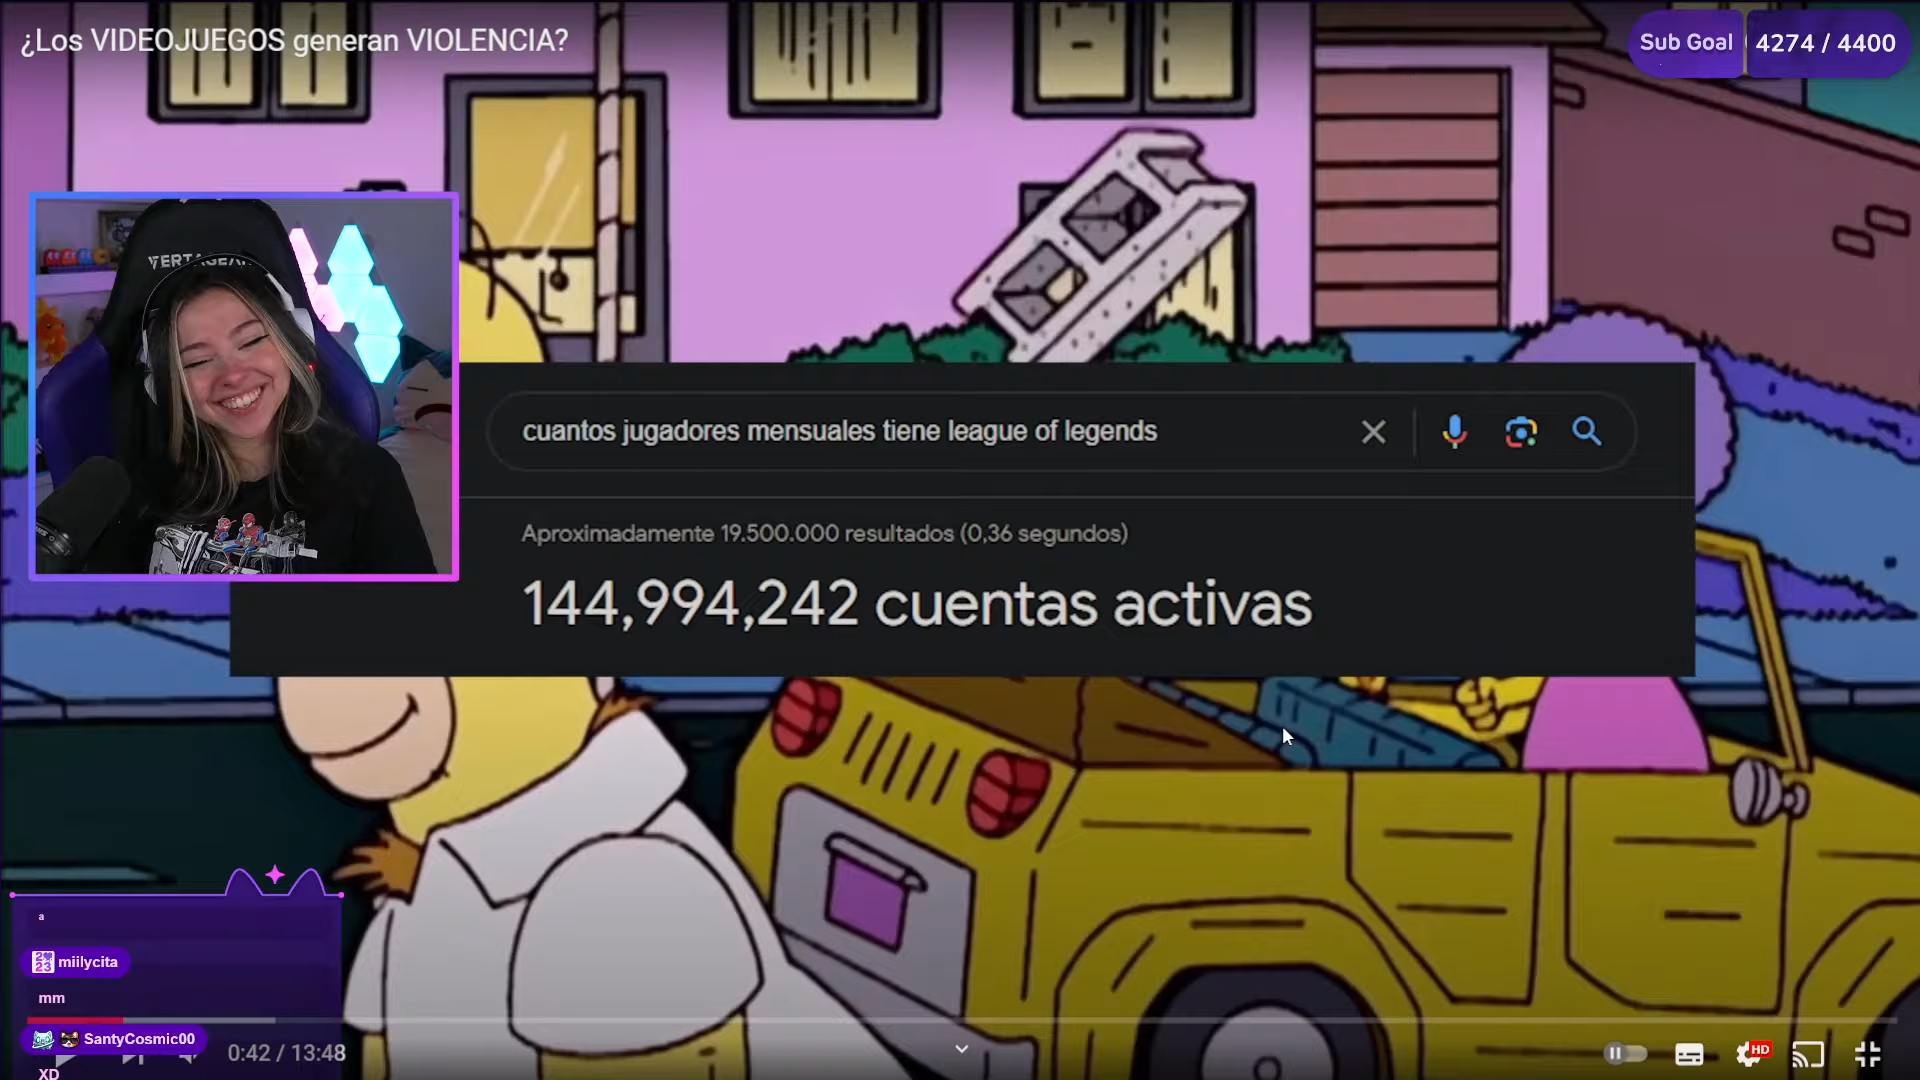 ¿Los VIDEOJUEGOS generan VIOLENCIA?
Sub Goal
4274 / 4400
VERTAGEAR
cuantos jugadores mensuales tiene league of legends
Aproximadamente 19.500.000 resultados (0,36 segundos)
144,994,242 cuentas activas
a
miilycita
mm
SantyCosmic00
XD
0:42 / 13:48
HD